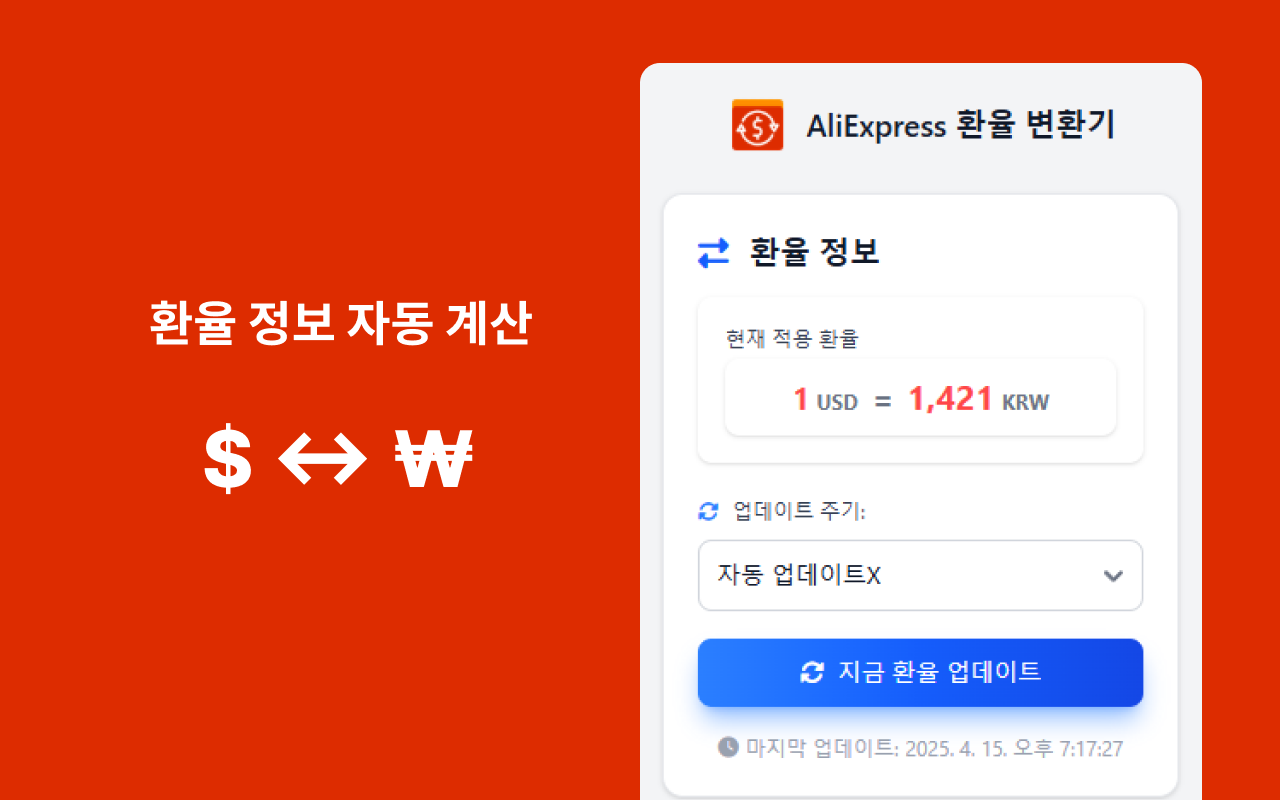 환율 정보 자동 계산
$ ↔ ₩
AliExpress 환율 변환기
환율 정보
현재 적용 환율
1 USD = 1,421 KRW
업데이트 주기:
자동 업데이트X
지금 환율 업데이트
마지막 업데이트: 2025. 4. 15. 오후 7:17:27